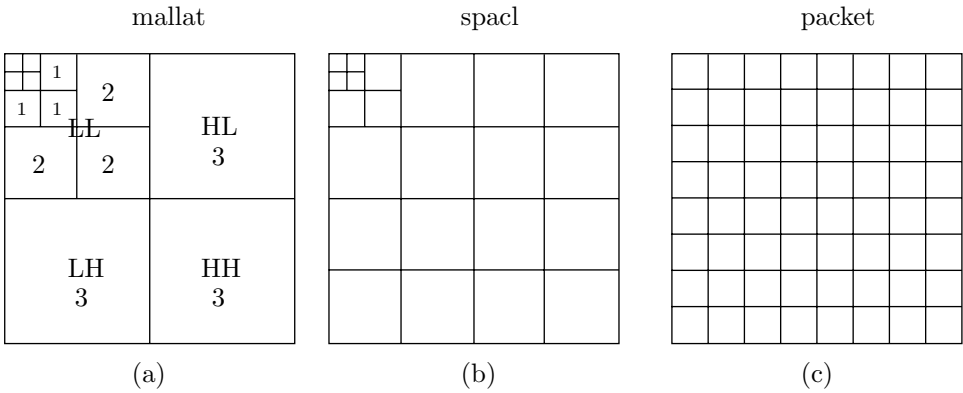 mallat spacl packet
1
2
1 1
LL
HL
3
2 2
LH
3
HH
3
(a) (b) (c)